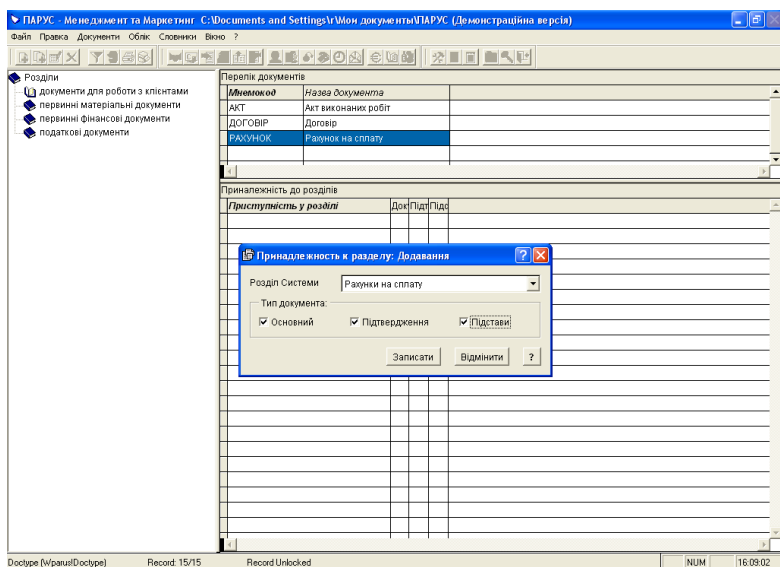 ПАРУС - Менеджмент та Маркетинг C:\Documents and Settings\r\Мои документы\ПАРУС (Демонстраційна версія)
Файл Правка Документи Облік Словники Вікно ?
Розділи
документи для роботи з клієнтами
первинні матеріальні документи
первинні фінансові документи
податкові документи
Перелік документів
Мнемокод Назва документа
АКТ Акт виконаних робіт
ДОГОВІР Договір
РАХУНОК Рахунок на сплату
Приналежність до розділів
Приступність у розділі Док Підт Підс
Принадлежность к разделу: Додавання
Розділ Системи Рахунки на сплату
Тип документа:
Основний Підтвердження Підстави
Записати Відмінити ?
Doctype (Wparus!Doctype) Record: 15/15 Record Unlocked NUM 16:09:02